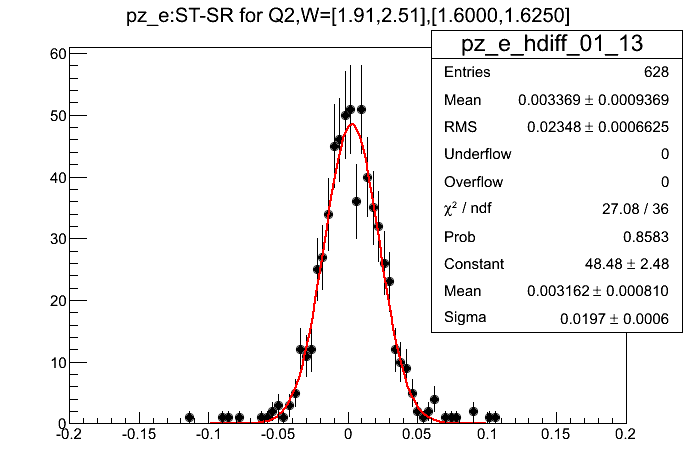 pz_e:ST-SR for Q2,W=[1.91,2.51],[1.6000,1.6250]
pz_e_hdiff_01_13
Entries 628
Mean 0.003369 ± 0.0009369
RMS 0.02348 ± 0.0006625
Underflow 0
Overflow 0
χ² / ndf 27.08 / 36
Prob 0.8583
Constant 48.48 ± 2.48
Mean 0.003162 ± 0.000810
Sigma 0.0197 ± 0.0006
60
50
40
30
20
10
0
-0.2 -0.15 -0.1 -0.05 0 0.05 0.1 0.15 0.2